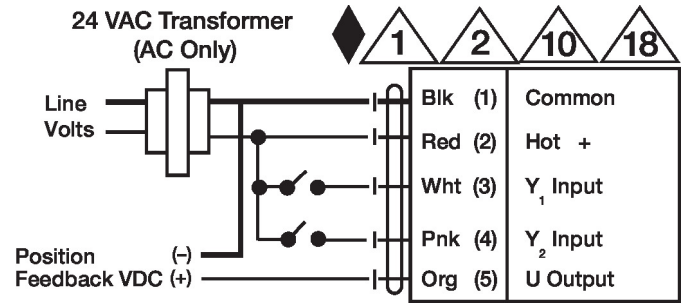 24 VAC Transformer
(AC Only)
1 2 10 18
Line
Volts
Blk (1) Common
Red (2) Hot +
Wht (3) Y1 Input
Pnk (4) Y2 Input
Position (–)
Feedback VDC (+)
Org (5) U Output